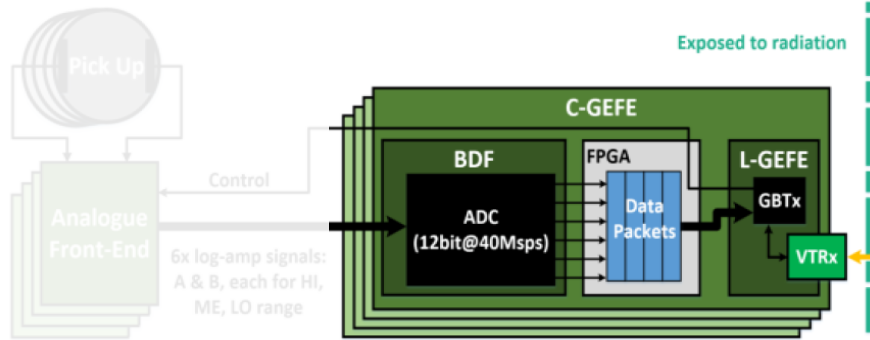 Pick Up
Exposed to radiation
C-GEFE
BDF
FPGA
L-GEFE
Control
ADC
(12bit@40Msps)
Data
Packets
GBTx
Analogue
Front-End
VTRx
6x log-amp signals:
A & B, each for HI,
ME, LO range